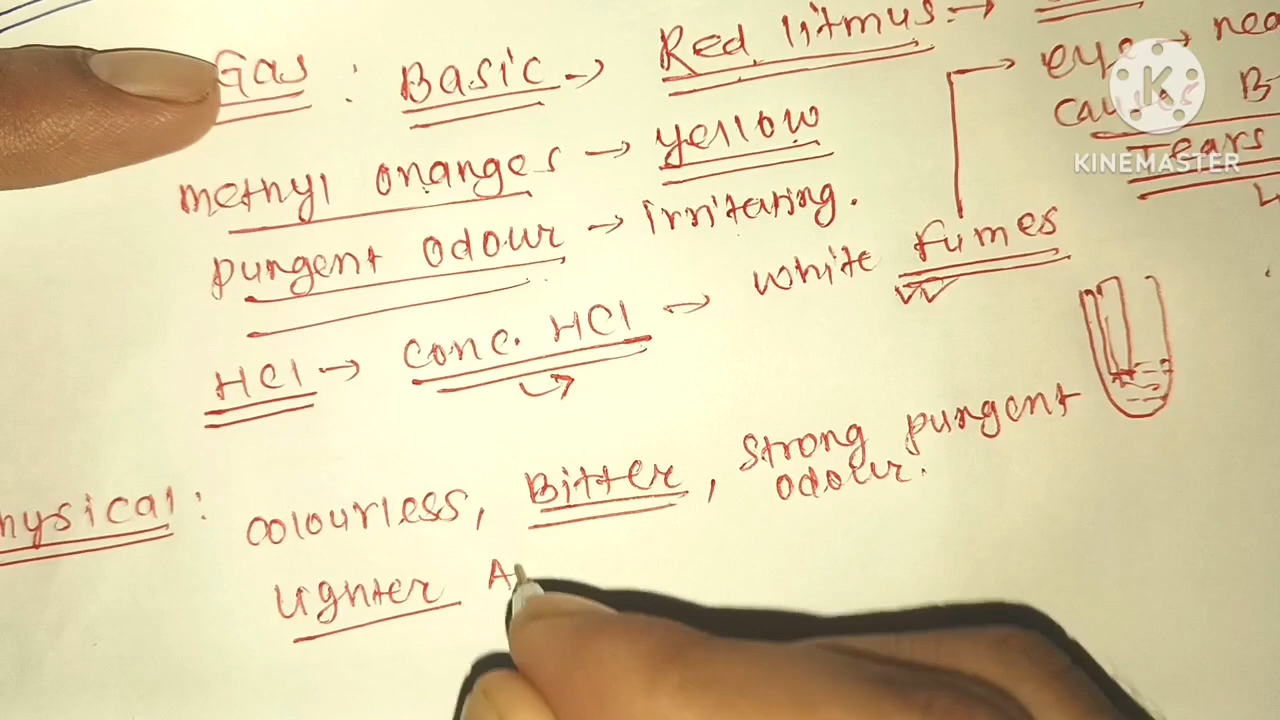 Gas : Basic → Red litmus. →
eye →
causes B
Tears
methyl oranges → yellow
pungent odour → irritating.
HCl → conc. HCl → white fumes
hysical : colourless, Bitter, strong pungent odour.
Lighter A
K
KINEMASTER